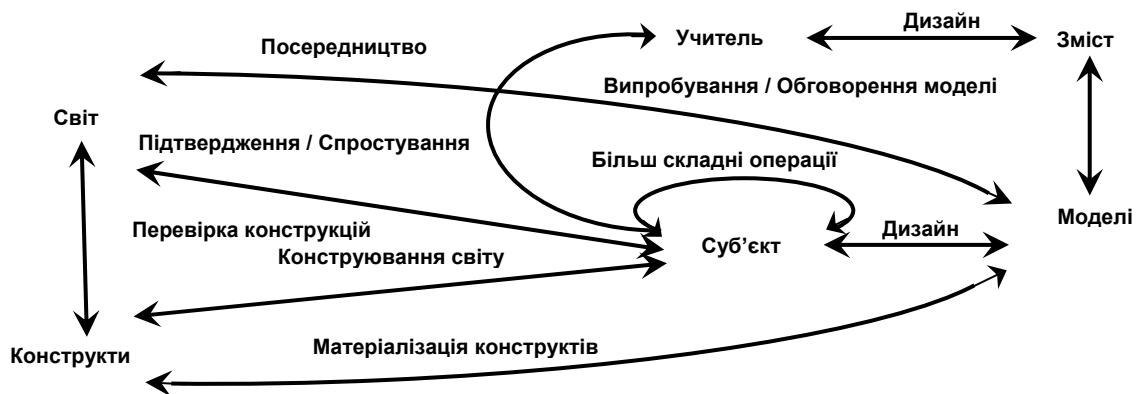 Дизайн
Посередництво
Учитель
Зміст
Випробування / Обговорення моделі
Світ
Підтвердження / Спростування
Більш складні операції
Моделі
Перевірка конструкцій
Дизайн
Суб’єкт
Конструювання світу
Матеріалізація конструктів
Конструкти